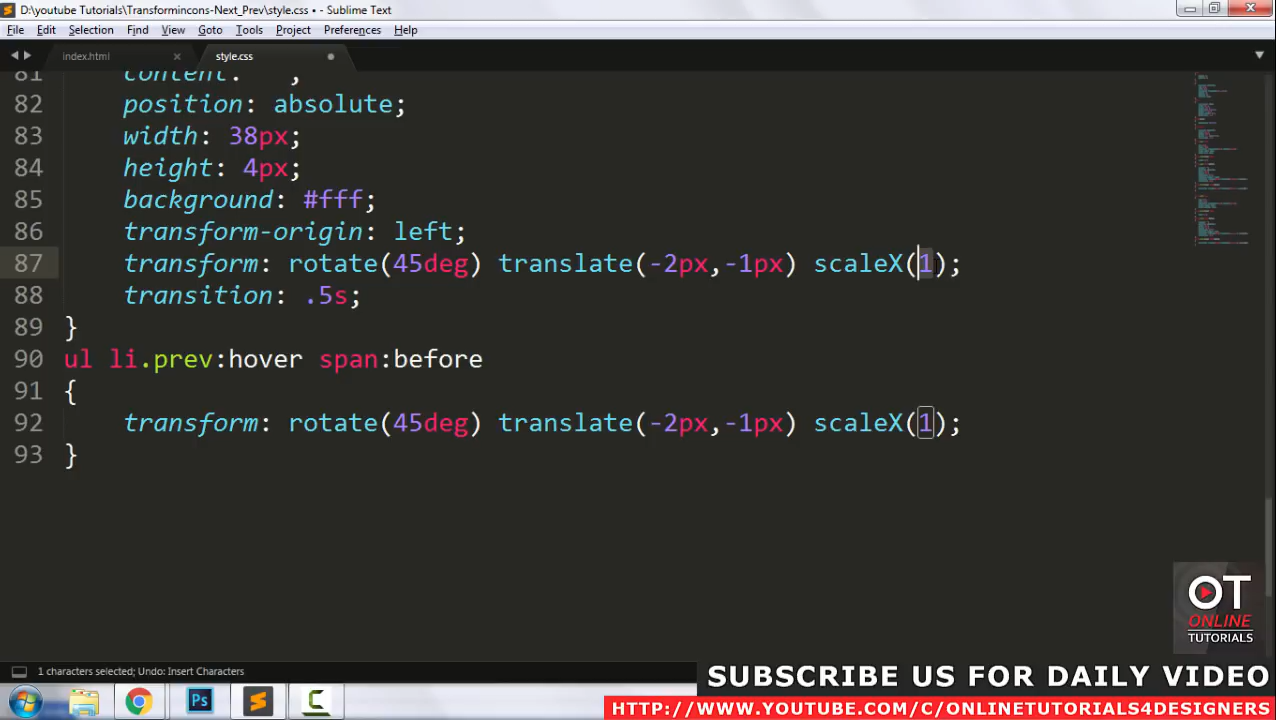 D:\youtube Tutorials\Transformincons-Next_Prev\style.css • - Sublime Text
File Edit Selection Find View Goto Tools Project Preferences Help
index.html style.css
81 content: '';
82 position: absolute;
83 width: 38px;
84 height: 4px;
85 background: #fff;
86 transform-origin: left;
87 transform: rotate(45deg) translate(-2px,-1px) scaleX(1);
88 transition: .5s;
89 }
90 ul li.prev:hover span:before
91 {
92 transform: rotate(45deg) translate(-2px,-1px) scaleX(1);
93 }
OT
ONLINE
TUTORIALS
1 characters selected; Undo: Insert Characters
SUBSCRIBE US FOR DAILY VIDEO
Ps
HTTP://WWW.YOUTUBE.COM/C/ONLINETUTORIALS4DESIGNERS